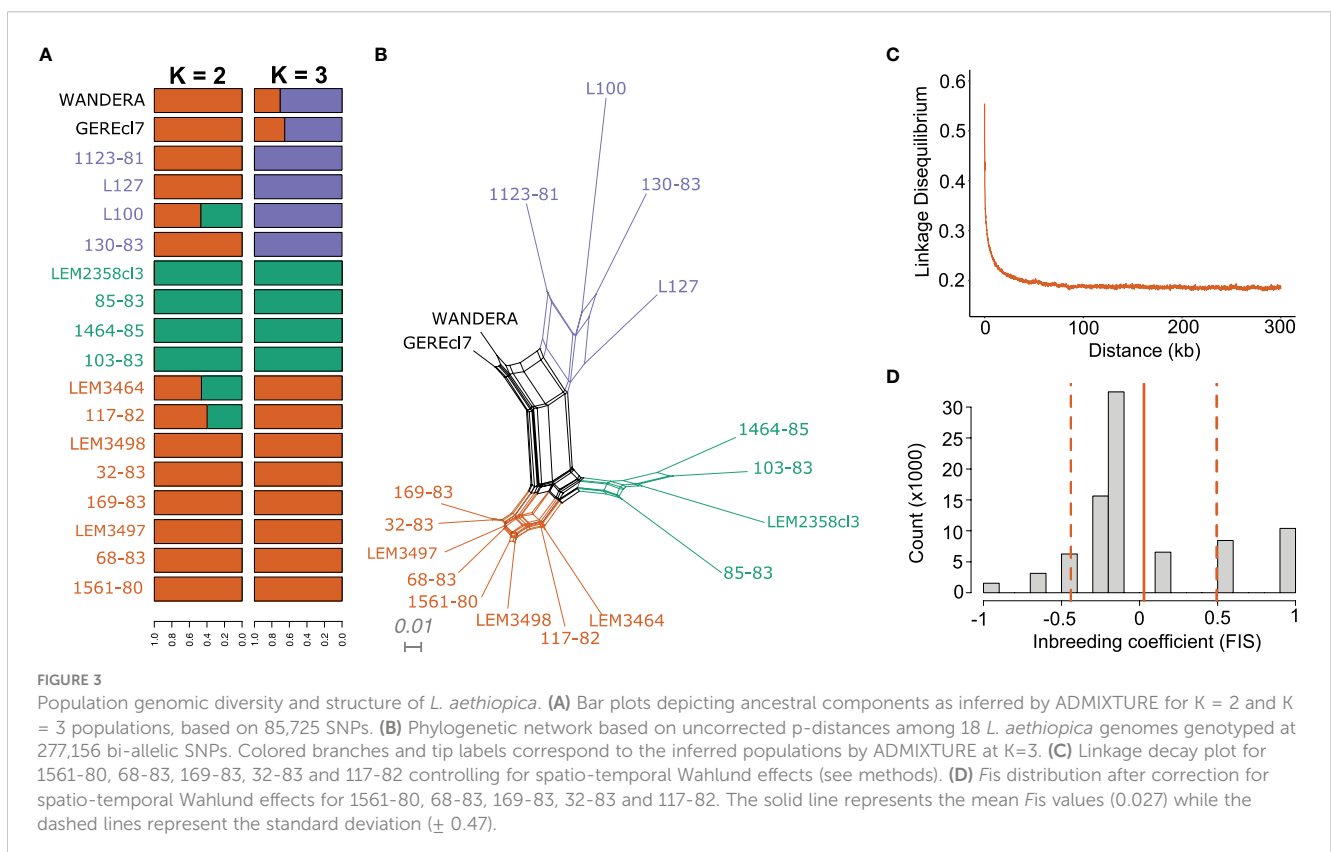 A
K = 2
K = 3
WANDERA
GEREcl7
1123-81
L127
L100
130-83
LEM2358cl3
85-83
1464-85
103-83
LEM3464
117-82
LEM3498
32-83
169-83
LEM3497
68-83
1561-80
1.0 0.8 0.6 0.4 0.2 0.0
1.0 0.8 0.6 0.4 0.2 0.0
B
L100
1123-81
130-83
L127
WANDERA
GEREcl7
1464-85
103-83
LEM2358cl3
85-83
169-83
32-83
LEM3497
68-83
1561-80
LEM3498
117-82
LEM3464
0.01
C
Linkage Disequilibrium
0.6
0.5
0.4
0.3
0.2
0 100 200 300
Distance (kb)
D
Count (x1000)
30
25
20
15
10
5
0
-1 -0.5 0 0.5 1
Inbreeding coefficient (FIS)
FIGURE 3
Population genomic diversity and structure of L. aethiopica. (A) Bar plots depicting ancestral components as inferred by ADMIXTURE for K = 2 and K
= 3 populations, based on 85,725 SNPs. (B) Phylogenetic network based on uncorrected p-distances among 18 L. aethiopica genomes genotyped at
277,156 bi-allelic SNPs. Colored branches and tip labels correspond to the inferred populations by ADMIXTURE at K=3. (C) Linkage decay plot for
1561-80, 68-83, 169-83, 32-83 and 117-82 controlling for spatio-temporal Wahlund effects (see methods). (D) Fis distribution after correction for
spatio-temporal Wahlund effects for 1561-80, 68-83, 169-83, 32-83 and 117-82. The solid line represents the mean Fis values (0.027) while the
dashed lines represent the standard deviation (± 0.47).